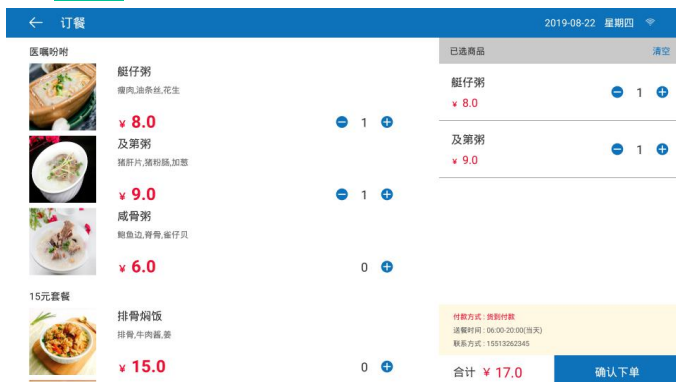 ← 订餐
2019-08-22 星期四
医嘱吩咐
艇仔粥
瘦肉,油条丝,花生
¥ 8.0
1
及第粥
猪肝片,猪粉肠,加葱
¥ 9.0
1
咸骨粥
鲍鱼边,脊骨,雀仔贝
¥ 6.0
0
15元套餐
排骨焖饭
排骨,牛肉酱,姜
¥ 15.0
0
已选商品
清空
艇仔粥
¥ 8.0
1
及第粥
¥ 9.0
1
付款方式 : 货到付款
送餐时间 : 06:00-20:00(当天)
联系方式 : 15513262345
合计 ¥ 17.0
确认下单